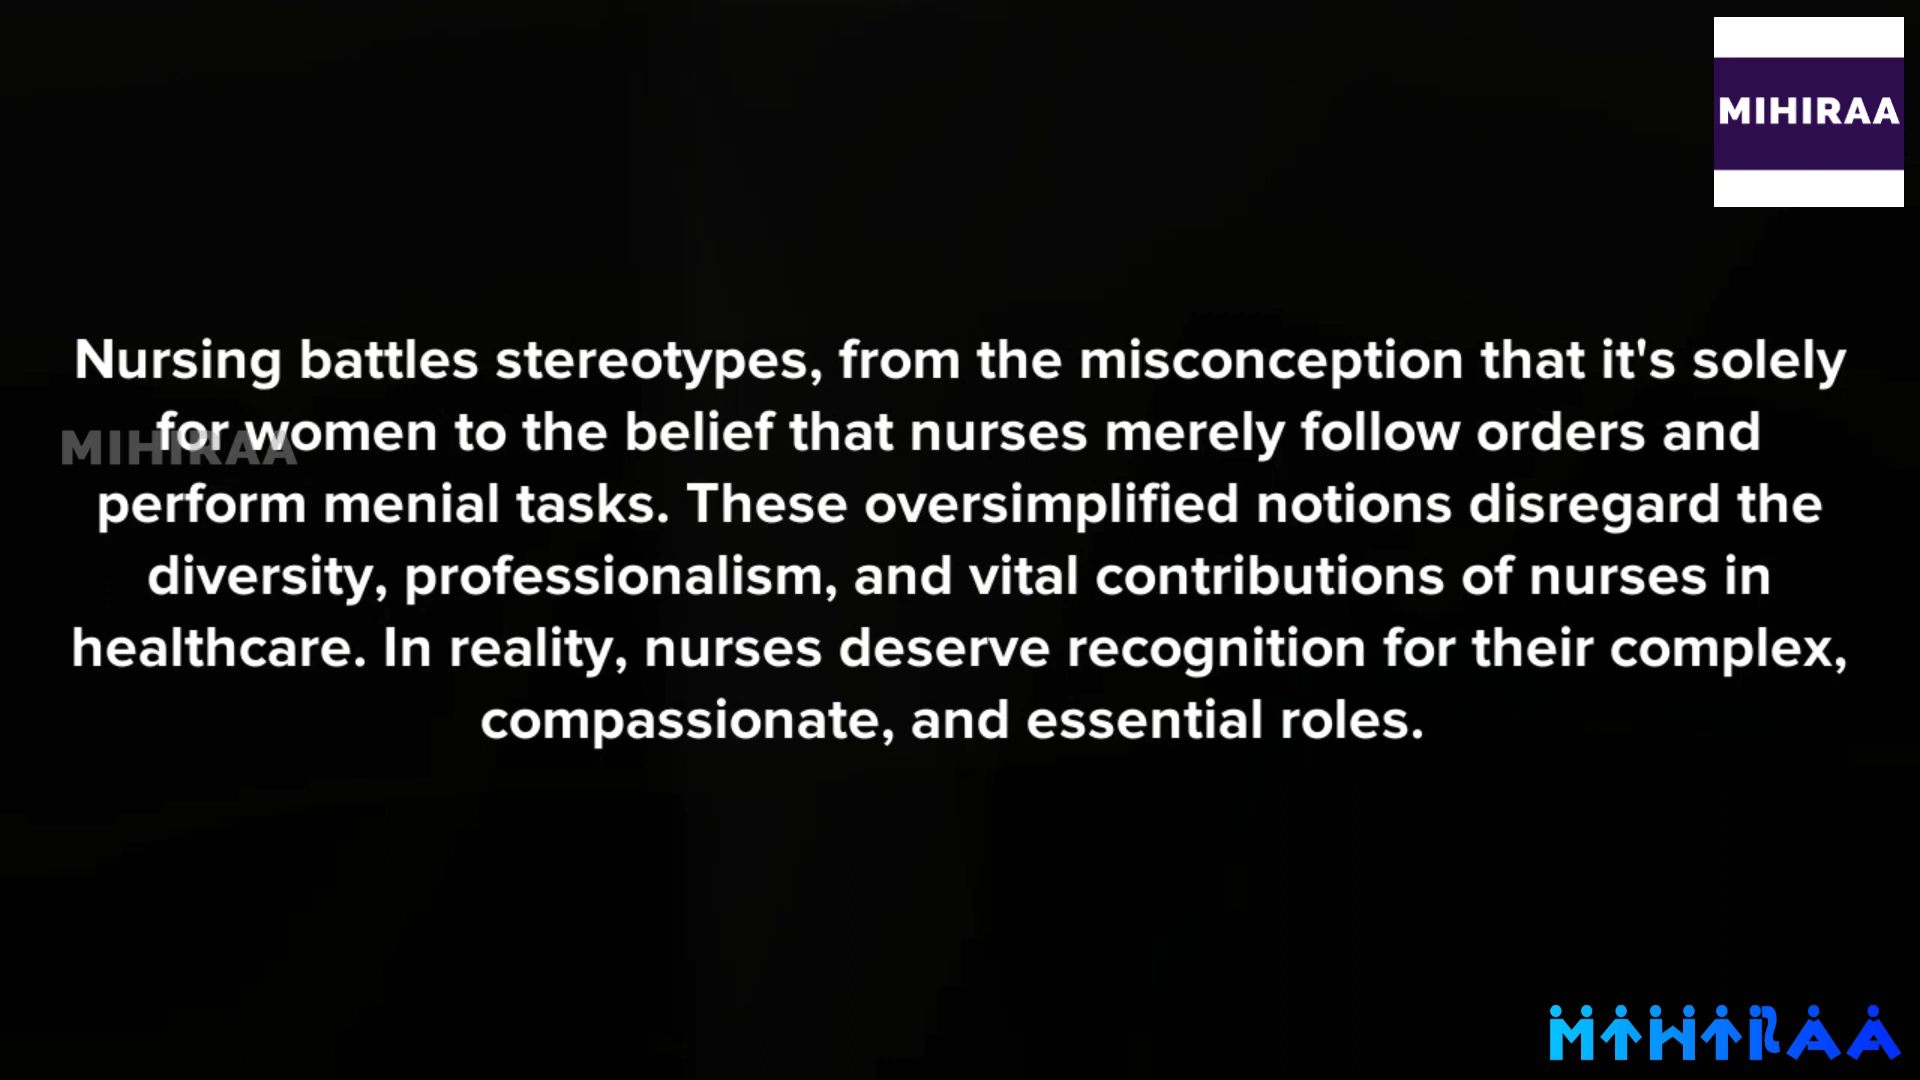 MIHIRAA
Nursing battles stereotypes, from the misconception that it's solely
for women to the belief that nurses merely follow orders and
MIHIRAA
perform menial tasks. These oversimplified notions disregard the
diversity, professionalism, and vital contributions of nurses in
healthcare. In reality, nurses deserve recognition for their complex,
compassionate, and essential roles.
MIHIRAA